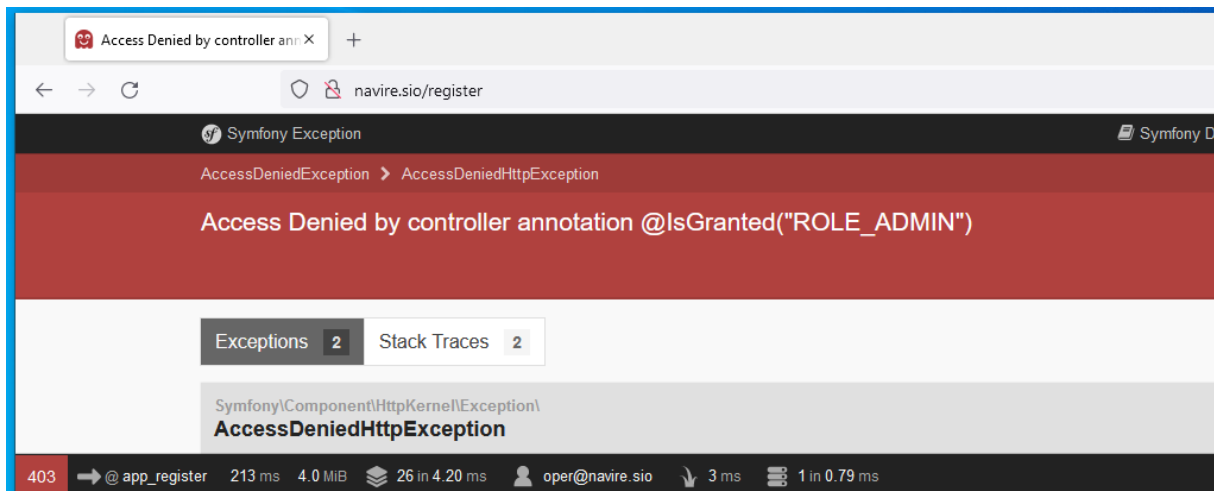 Access Denied by controller ann
navire.sio/register
Symfony Exception
Symfony D
AccessDeniedException > AccessDeniedHttpException
Access Denied by controller annotation @IsGranted("ROLE_ADMIN")
Exceptions 2 Stack Traces 2
Symfony\Component\HttpKernel\Exception\
AccessDeniedHttpException
403 @ app_register 213 ms 4.0 MiB 26 in 4.20 ms oper@navire.sio 3 ms 1 in 0.79 ms